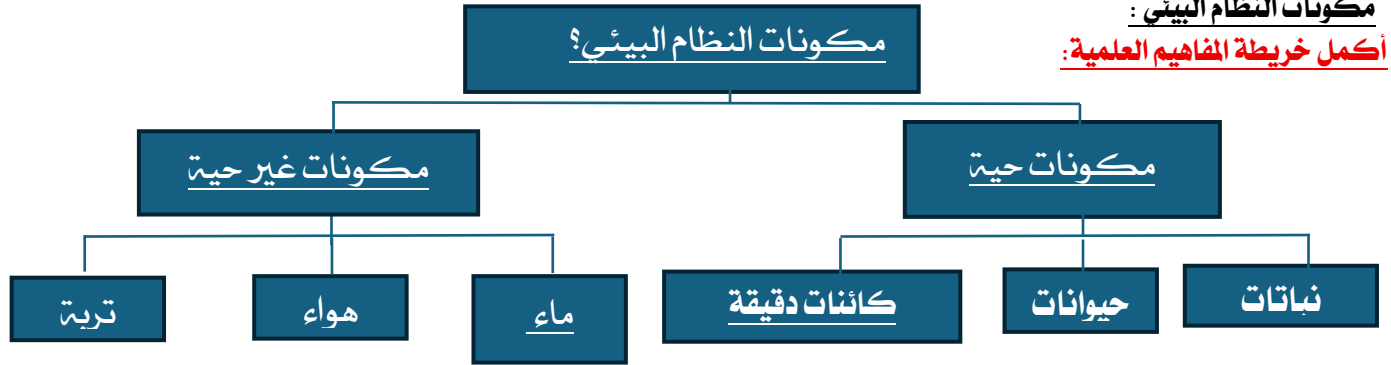 مكونات النظام البيئي :
أكمل خريطة المفاهيم العلمية:
مكونات النظام البيئي؟
مكونات حية
مكونات غير حية
نباتات
حيوانات
كائنات دقيقة
ماء
هواء
تربة